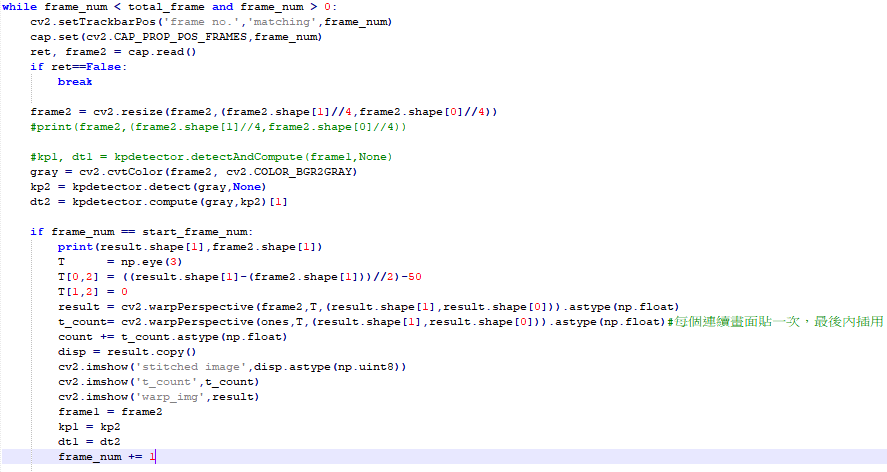 while frame_num < total_frame and frame_num > 0:
    cv2.setTrackbarPos('frame no.','matching',frame_num)
    cap.set(cv2.CAP_PROP_POS_FRAMES,frame_num)
    ret, frame2 = cap.read()
    if ret==False:
        break
    frame2 = cv2.resize(frame2,(frame2.shape[1]//4,frame2.shape[0]//4))
    #print(frame2,(frame2.shape[1]//4,frame2.shape[0]//4))
    #kp1, dt1 = kpdetector.detectAndCompute(frame1,None)
    gray = cv2.cvtColor(frame2, cv2.COLOR_BGR2GRAY)
    kp2 = kpdetector.detect(gray,None)
    dt2 = kpdetector.compute(gray,kp2)[1]
    if frame_num == start_frame_num:
        print(result.shape[1],frame2.shape[1])
        T      = np.eye(3)
        T[0,2] = ((result.shape[1]-(frame2.shape[1]))//2)-50
        T[1,2] = 0
        result = cv2.warpPerspective(frame2,T,(result.shape[1],result.shape[0])).astype(np.float)
        t_count= cv2.warpPerspective(ones,T,(result.shape[1],result.shape[0])).astype(np.float)#每個連續畫面貼一次，最後內插用
        count += t_count.astype(np.float)
        disp = result.copy()
        cv2.imshow('stitched image',disp.astype(np.uint8))
        cv2.imshow('t_count',t_count)
        cv2.imshow('warp_img',result)
        frame1 = frame2
        kp1 = kp2
        dt1 = dt2
        frame_num += 1